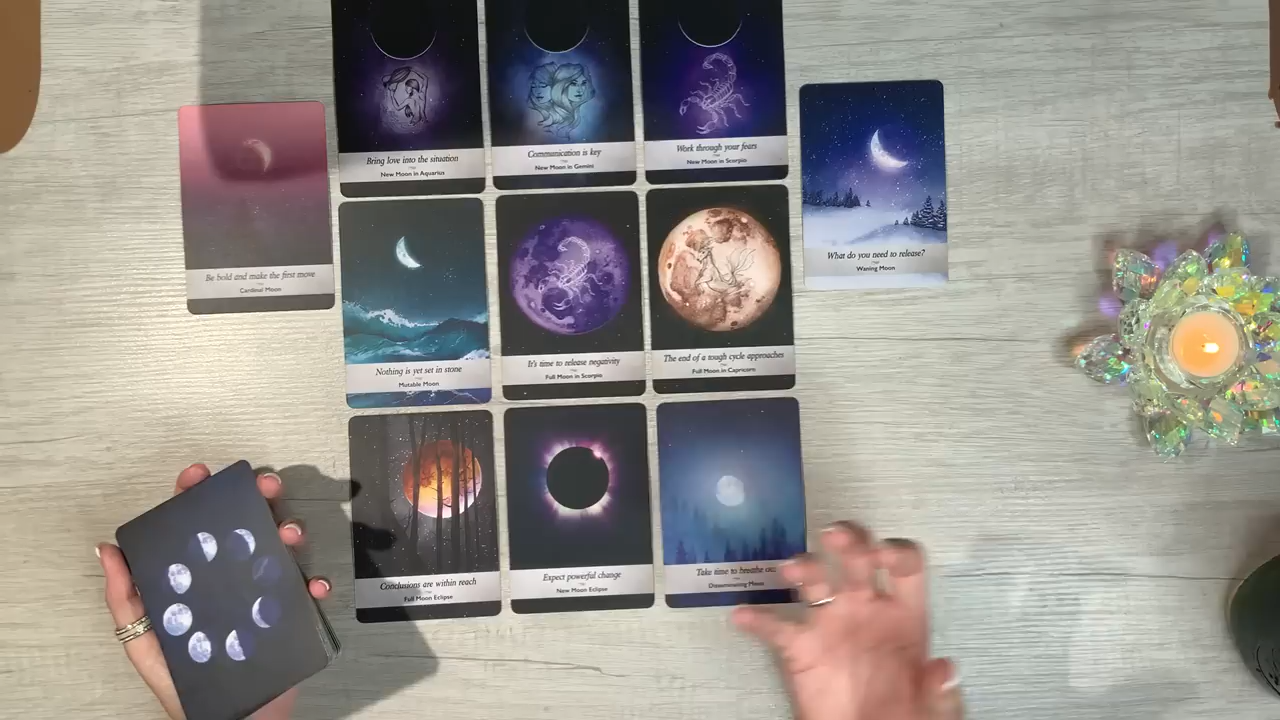 Bring love into the situation
New Moon in Aquarius
Communication is key
New Moon in Gemini
Work through your fears
New Moon in Scorpio
Be bold and make the first move
Cardinal Moon
What do you need to release?
Waning Moon
Nothing is yet set in stone
Mutable Moon
It's time to release negativity
Full Moon in Scorpio
The end of a tough cycle approaches
Full Moon in Capricorn
Conclusions are within reach
Full Moon Eclipse
Expect powerful change
New Moon Eclipse
Take time to breathe
Disseminating Moon